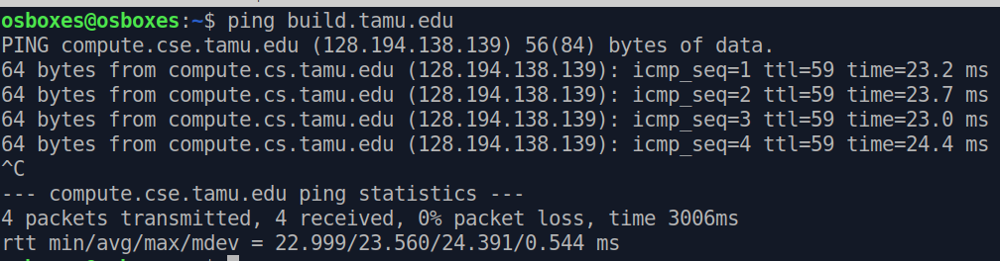 osboxes@osboxes:~$ ping build.tamu.edu
PING compute.cse.tamu.edu (128.194.138.139) 56(84) bytes of data.
64 bytes from compute.cs.tamu.edu (128.194.138.139): icmp_seq=1 ttl=59 time=23.2 ms
64 bytes from compute.cs.tamu.edu (128.194.138.139): icmp_seq=2 ttl=59 time=23.7 ms
64 bytes from compute.cs.tamu.edu (128.194.138.139): icmp_seq=3 ttl=59 time=23.0 ms
64 bytes from compute.cs.tamu.edu (128.194.138.139): icmp_seq=4 ttl=59 time=24.4 ms
^C
--- compute.cse.tamu.edu ping statistics ---
4 packets transmitted, 4 received, 0% packet loss, time 3006ms
rtt min/avg/max/mdev = 22.999/23.560/24.391/0.544 ms